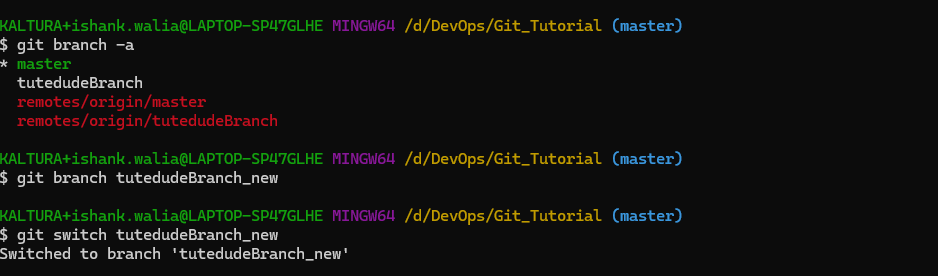 KALTURA+ishank.walia@LAPTOP-SP47GLHE MINGW64 /d/DevOps/Git_Tutorial (master)
$ git branch -a
* master
  tutedudeBranch
  remotes/origin/master
  remotes/origin/tutedudeBranch

KALTURA+ishank.walia@LAPTOP-SP47GLHE MINGW64 /d/DevOps/Git_Tutorial (master)
$ git branch tutedudeBranch_new

KALTURA+ishank.walia@LAPTOP-SP47GLHE MINGW64 /d/DevOps/Git_Tutorial (master)
$ git switch tutedudeBranch_new
Switched to branch 'tutedudeBranch_new'